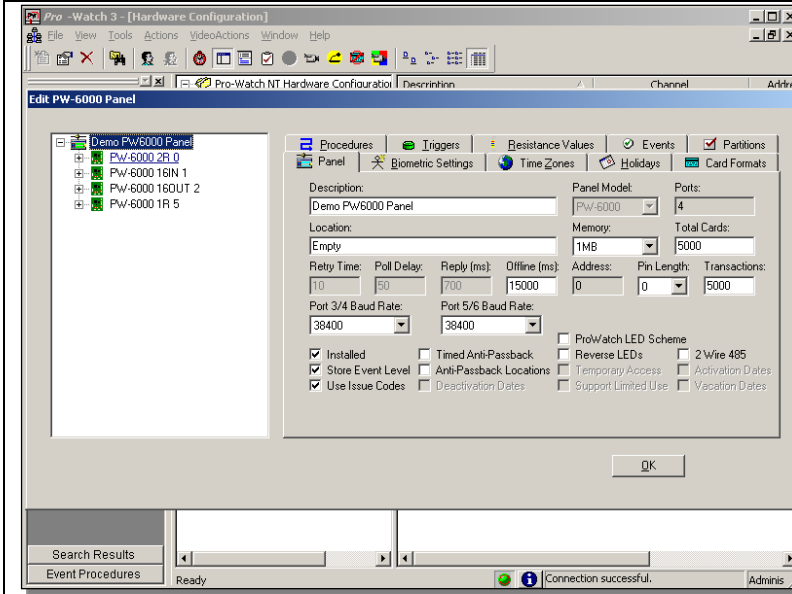 Pro -Watch 3 - [Hardware Configuration]
File View Tools Actions VideoActions Window Help
Pro-Watch NT Hardware Configuration Description Channel Addre
Edit PW-6000 Panel
Demo PW6000 Panel
PW-6000 2R 0
PW-6000 16IN 1
PW-6000 16OUT 2
PW-6000 1R 5
Procedures Triggers Resistance Values Events Partitions
Panel Biometric Settings Time Zones Holidays Card Formats
Description: Panel Model: Ports:
Demo PW6000 Panel PW-6000 4
Location: Memory: Total Cards:
Empty 1MB 5000
Retry Time: Poll Delay: Reply (ms): Offline (ms): Address: Pin Length: Transactions:
10 50 700 15000 0 0 5000
Port 3/4 Baud Rate: Port 5/6 Baud Rate:
38400 38400
ProWatch LED Scheme
Installed Timed Anti-Passback Reverse LEDs 2 Wire 485
Store Event Level Anti-Passback Locations Temporary Access Activation Dates
Use Issue Codes Deactivation Dates Support Limited Use Vacation Dates
OK
Search Results
Event Procedures
Ready Connection successful. Adminis